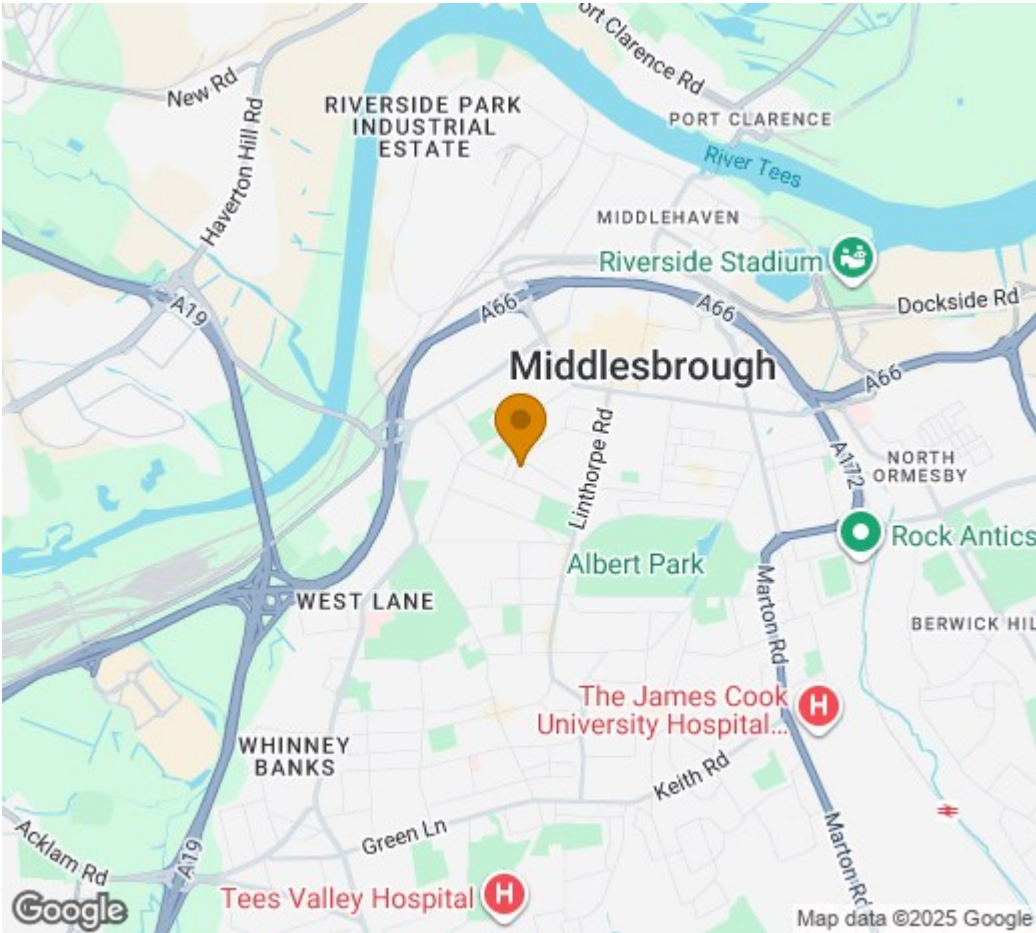 ort Clarence Rd
New Rd
Haverton Hill Rd
RIVERSIDE PARK
INDUSTRIAL
ESTATE
PORT CLARENCE
River Tees
MIDDLEHAVEN
Riverside Stadium
Dockside Rd
A19
A66
A66
A66
Middlesbrough
Linthorpe Rd
A172
NORTH
ORMESBY
Rock Antics
Albert Park
Marton Rd
WEST LANE
BERWICK HIL
The James Cook
University Hospital...
H
WHINNEY
BANKS
Keith Rd
Green Ln
Acklam Rd
A19
Marton Rd
Tees Valley Hospital
H
Google
Map data ©2025 Google